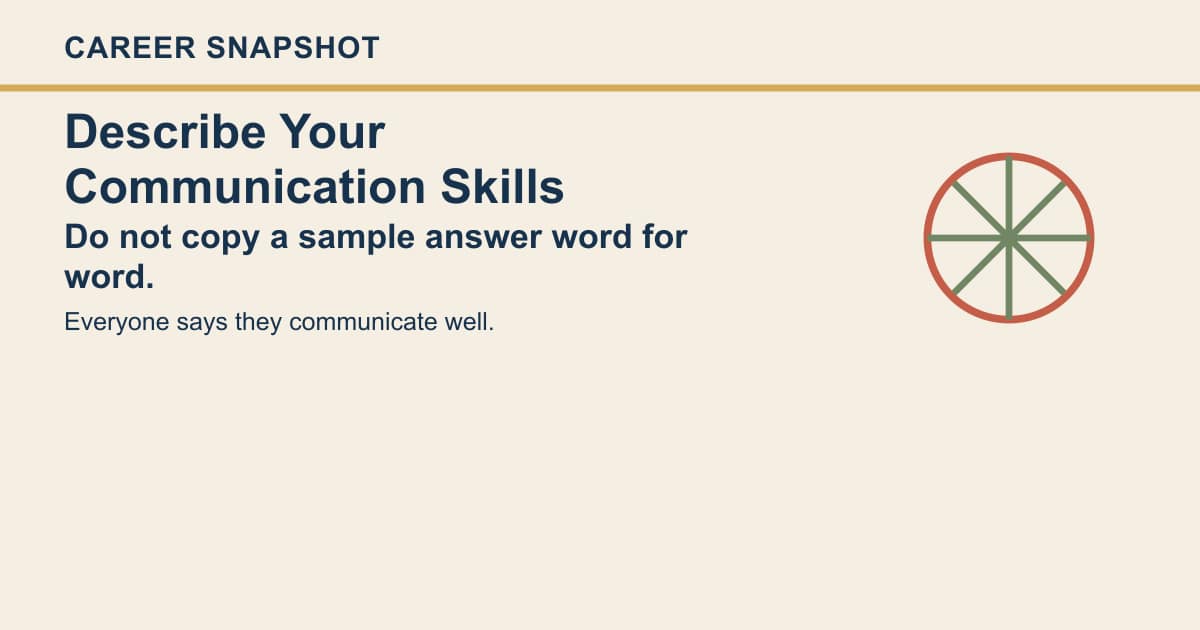 CAREER SNAPSHOT
Describe Your
Communication Skills
Do not copy a sample answer word for
word.
Everyone says they communicate well.